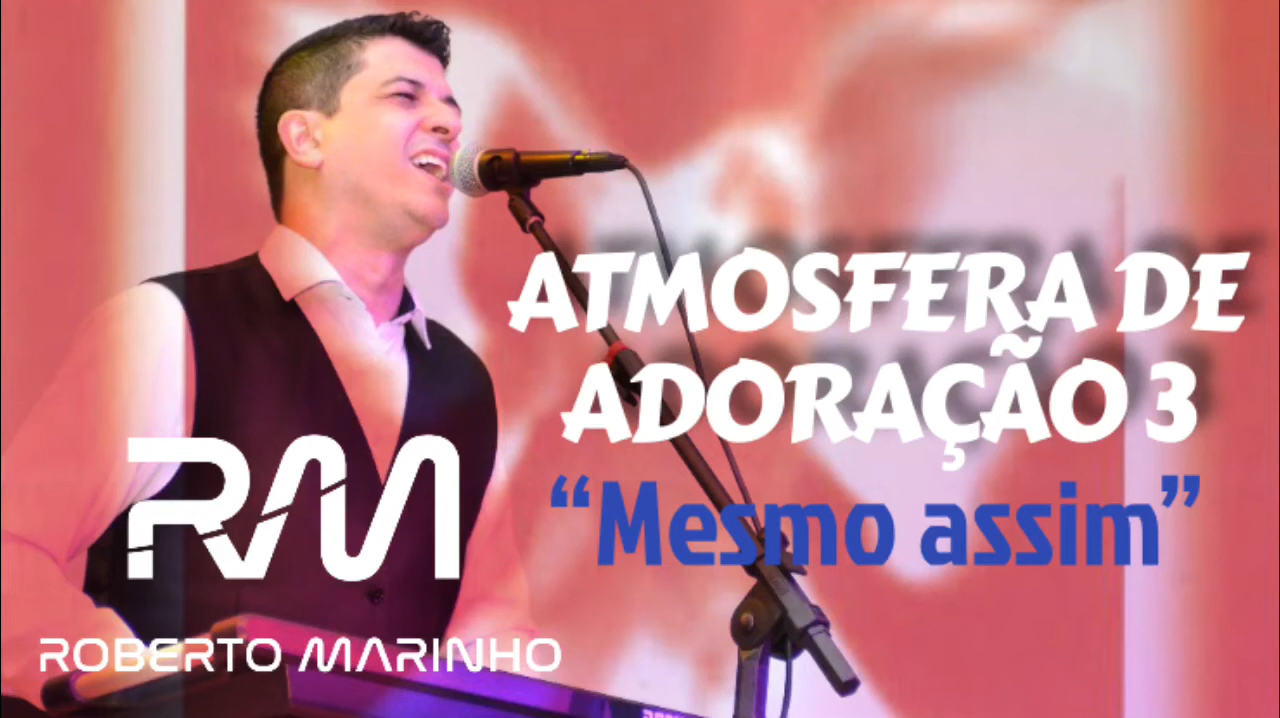 ATMOSFERA DE
ADORAÇÃO 3
“Mesmo assim”
RM
ROBERTO MARINHO